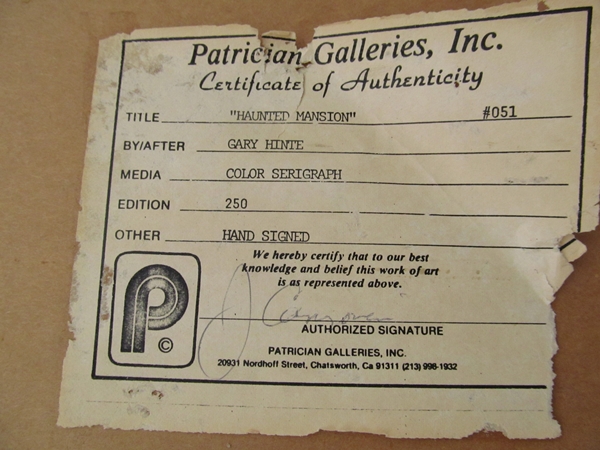 Patrician Galleries, Inc.
Certificate of Authenticity
TITLE "HAUNTED MANSION" #051
BY/AFTER GARY HINTE
MEDIA COLOR SERIGRAPH
EDITION 250
OTHER HAND SIGNED
We hereby certify that to our best
knowledge and belief this work of art
is as represented above.
P ©
AUTHORIZED SIGNATURE
PATRICIAN GALLERIES, INC.
20931 Nordhoff Street, Chatsworth, Ca 91311 (213) 998-1932